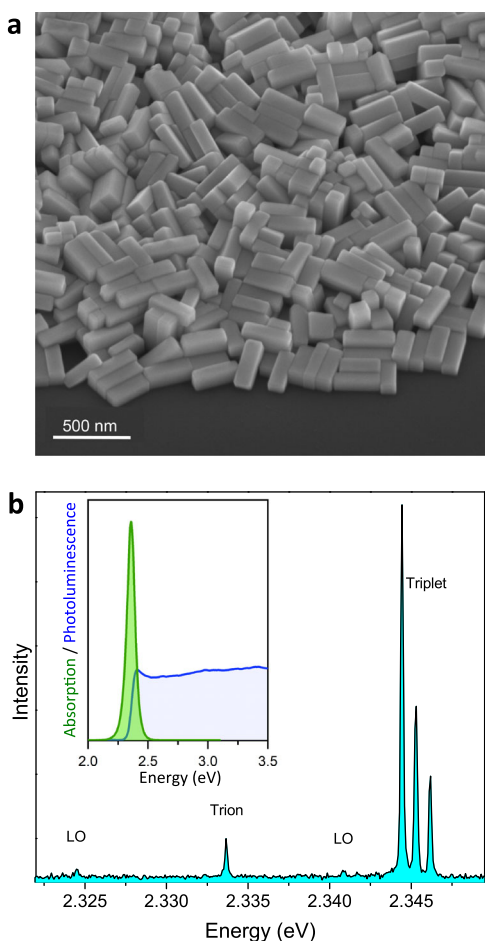 a
500 nm
b
Absorption / Photoluminescence
2.0 2.5 3.0 3.5
Energy (eV)
Triplet
Intensity
Trion
LO
LO
2.325 2.330 2.335 2.340 2.345
Energy (eV)